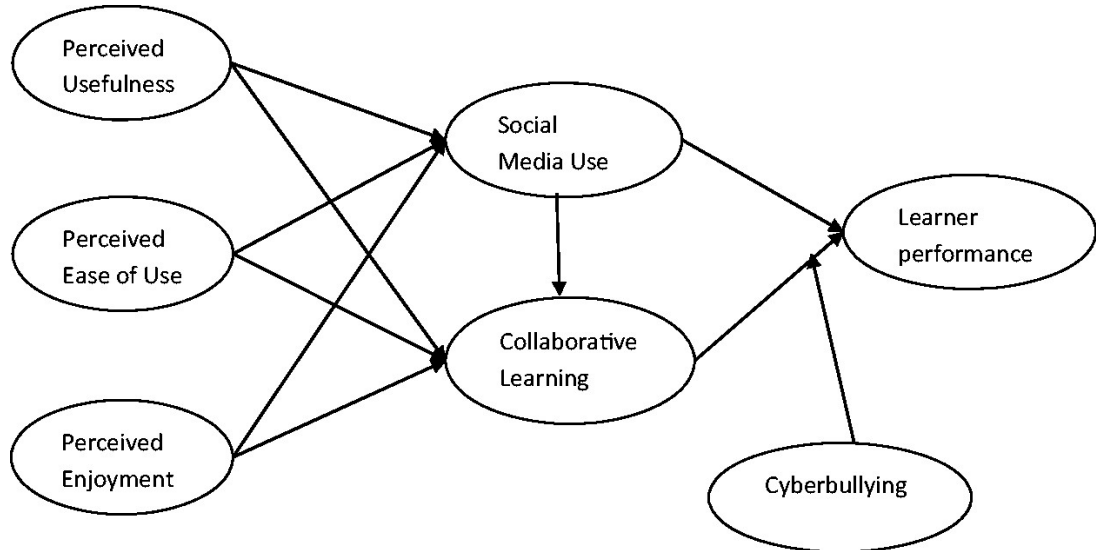 Perceived
Usefulness
Social
Media Use
Learner
performance
Perceived
Ease of Use
Collaborative
Learning
Perceived
Enjoyment
Cyberbullying